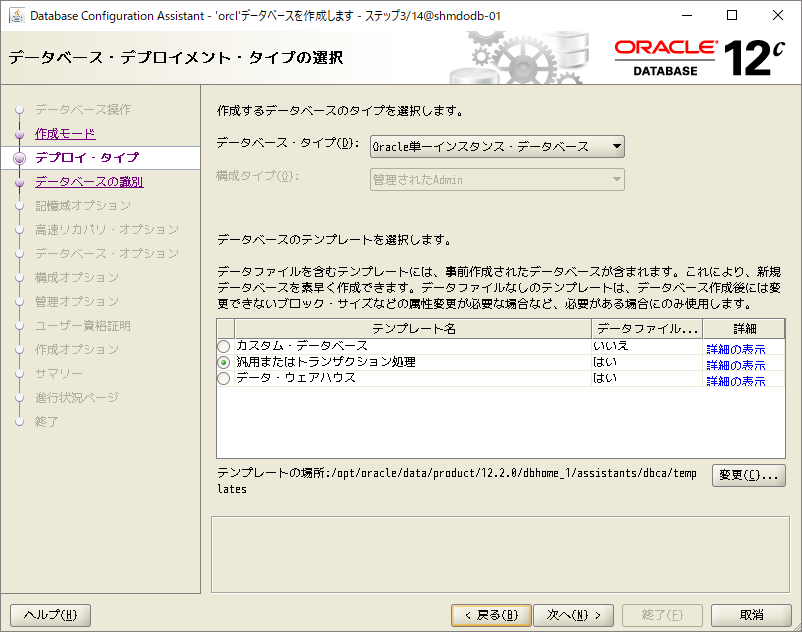 Database Configuration Assistant - 'orcl'データベースを作成します - ステップ3/14@shmdodb-01
データベース・デプロイメント・タイプの選択
ORACLE
DATABASE
12c
データベース操作
作成モード
デプロイ・タイプ
データベースの識別
記憶域オプション
高速リカバリ・オプション
データベース・オプション
構成オプション
管理オプション
ユーザー資格証明
作成オプション
サマリー
進行状況ページ
終了
作成するデータベースのタイプを選択します。
データベース・タイプ(D): Oracle単一インスタンス・データベース
構成タイプ(O): 管理されたAdmin
データベースのテンプレートを選択します。
データファイルを含むテンプレートには、事前作成されたデータベースが含まれます。これにより、新規
データベースを素早く作成できます。データファイルなしのテンプレートは、データベース作成後には変
更できないブロック・サイズなどの属性変更が必要な場合など、必要がある場合にのみ使用します。
テンプレート名 データファイル... 詳細
カスタム・データベース いいえ 詳細の表示
汎用またはトランザクション処理 はい 詳細の表示
データ・ウェアハウス はい 詳細の表示
テンプレートの場所:/opt/oracle/data/product/12.2.0/dbhome_1/assistants/dbca/temp
lates
変更(C)...
ヘルプ(H) < 戻る(B) 次へ(N) > 終了(F) 取消